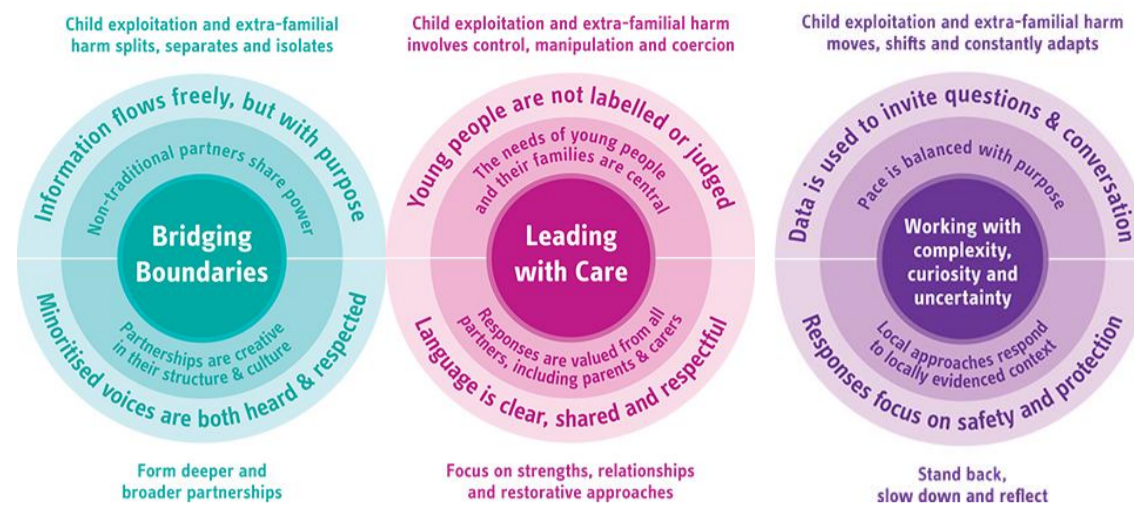 Child exploitation and extra-familial
harm splits, separates and isolates
Information flows freely, but with purpose
Non-traditional partners share power
Bridging
Boundaries
Partnerships are creative
in their structure & culture
Minoritised voices are both heard & respected
Form deeper and
broader partnerships
Child exploitation and extra-familial harm
involves control, manipulation and coercion
Young people are not labelled or judged
The needs of young people
and their families are central
Leading
with Care
Responses are valued from all
partners, including parents & carers
Language is clear, shared and respectful
Focus on strengths, relationships
and restorative approaches
Child exploitation and extra-familial harm
moves, shifts and constantly adapts
Data is used to invite questions & conversation
Pace is balanced with purpose
Working with
complexity,
curiosity and
uncertainty
Local approaches respond
to locally evidenced context
Responses focus on safety and protection
Stand back,
slow down and reflect